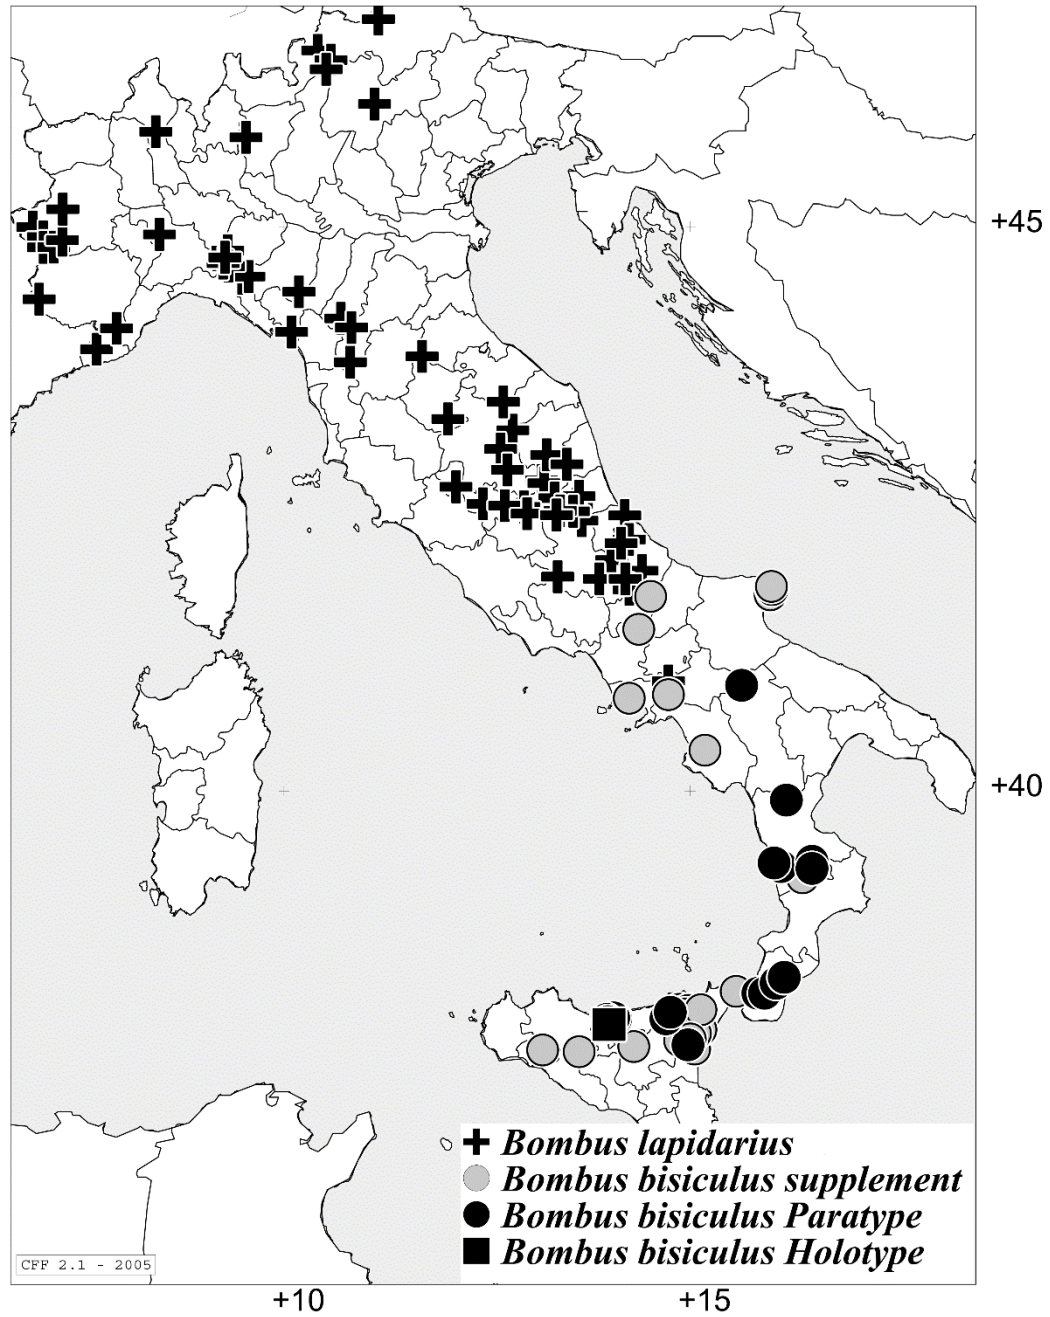 +45
+40
Bombus lapidarius
Bombus bisiculus supplement
Bombus bisiculus Paratype
Bombus bisiculus Holotype
CFF 2.1 - 2005
+10
+15